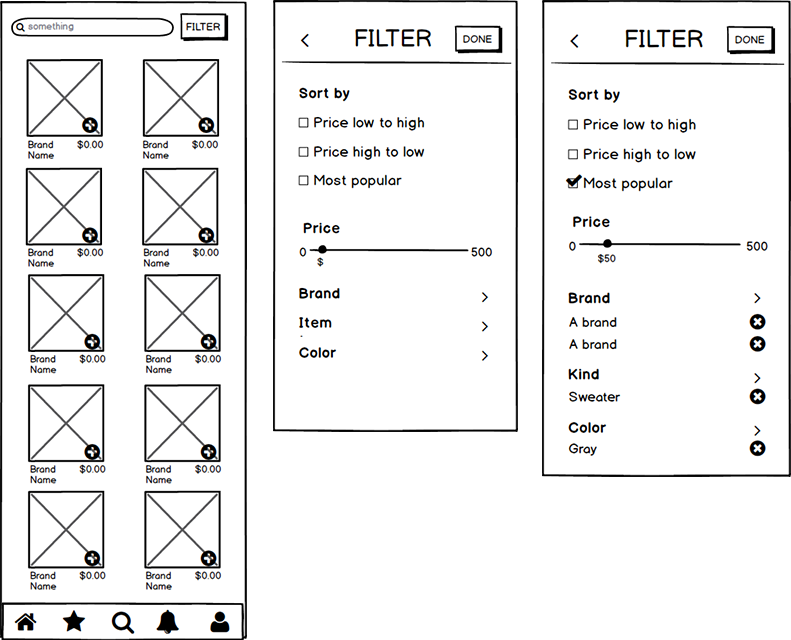 something
FILTER
Brand Name $0.00
Brand Name $0.00
Brand Name $0.00
Brand Name $0.00
Brand Name $0.00
Brand Name $0.00
Brand Name $0.00
Brand Name $0.00
Brand Name $0.00
Brand Name $0.00
FILTER
DONE
Sort by
Price low to high
Price high to low
Most popular
Price
0 500
$
Brand
Item
Color
FILTER
DONE
Sort by
Price low to high
Price high to low
Most popular
Price
0 500
$50
Brand
A brand
A brand
Kind
Sweater
Color
Gray